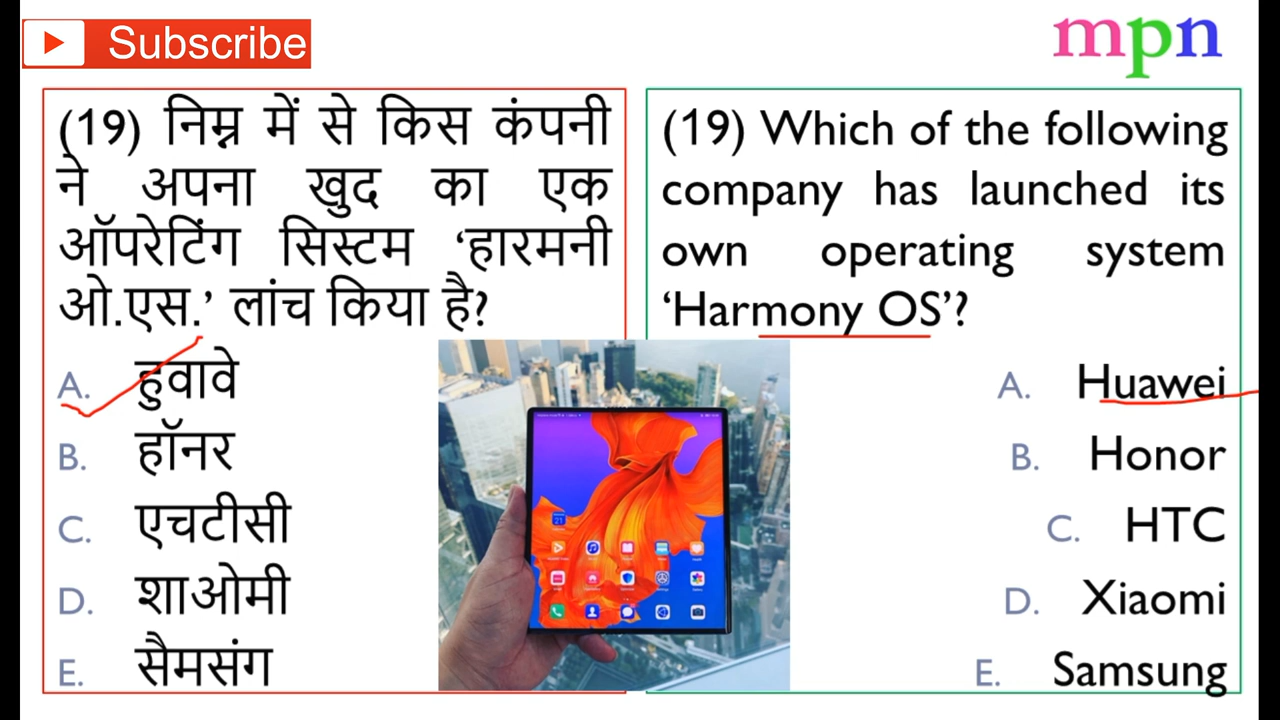 Subscribe
mpn
(19) निम्न में से किस कंपनी
ने अपना खुद का एक
ऑपरेटिंग सिस्टम ‘हारमनी
ओ.एस.’ लांच किया है?
A. हुवावे
B. हॉनर
C. एचटीसी
D. शाओमी
E. सैमसंग
(19) Which of the following
company has launched its
own operating system
‘Harmony OS’?
A. Huawei
B. Honor
C. HTC
D. Xiaomi
E. Samsung